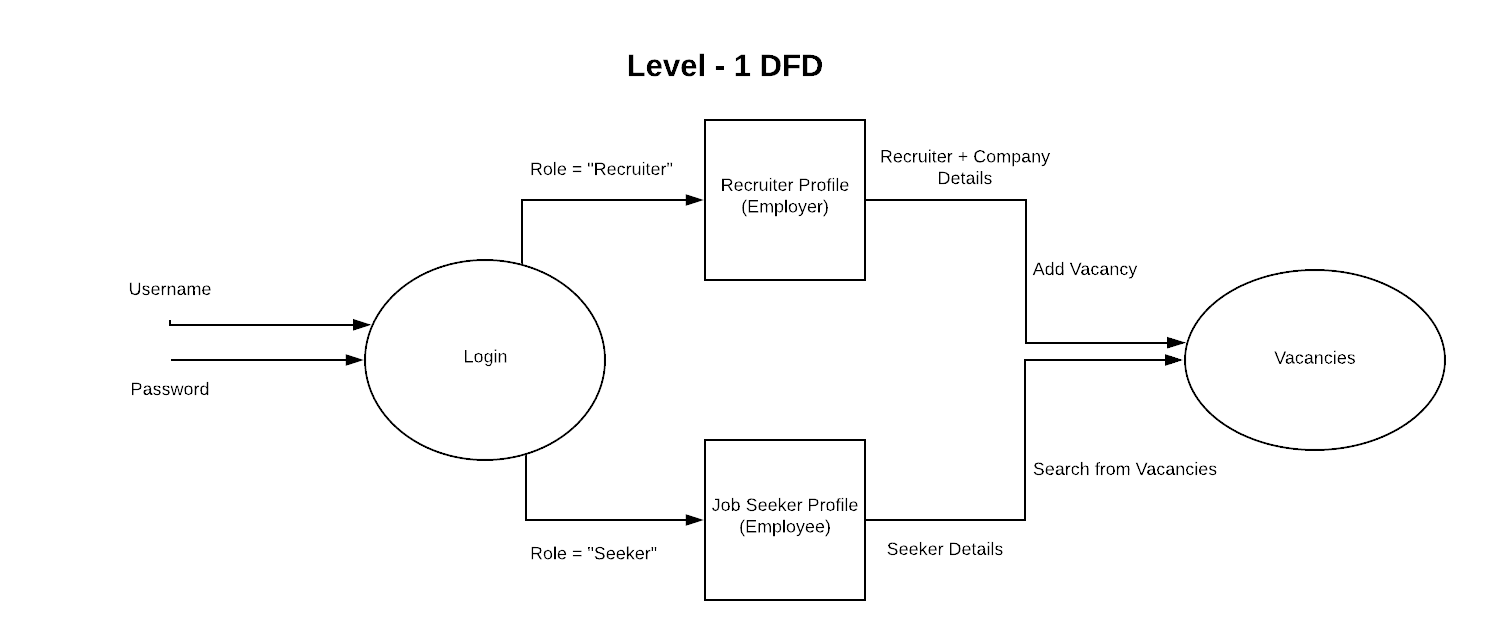 Level - 1 DFD
Role = "Recruiter"
Recruiter Profile
(Employer)
Recruiter + Company
Details
Add Vacancy
Username
Password
Login
Vacancies
Search from Vacancies
Job Seeker Profile
(Employee)
Role = "Seeker"
Seeker Details